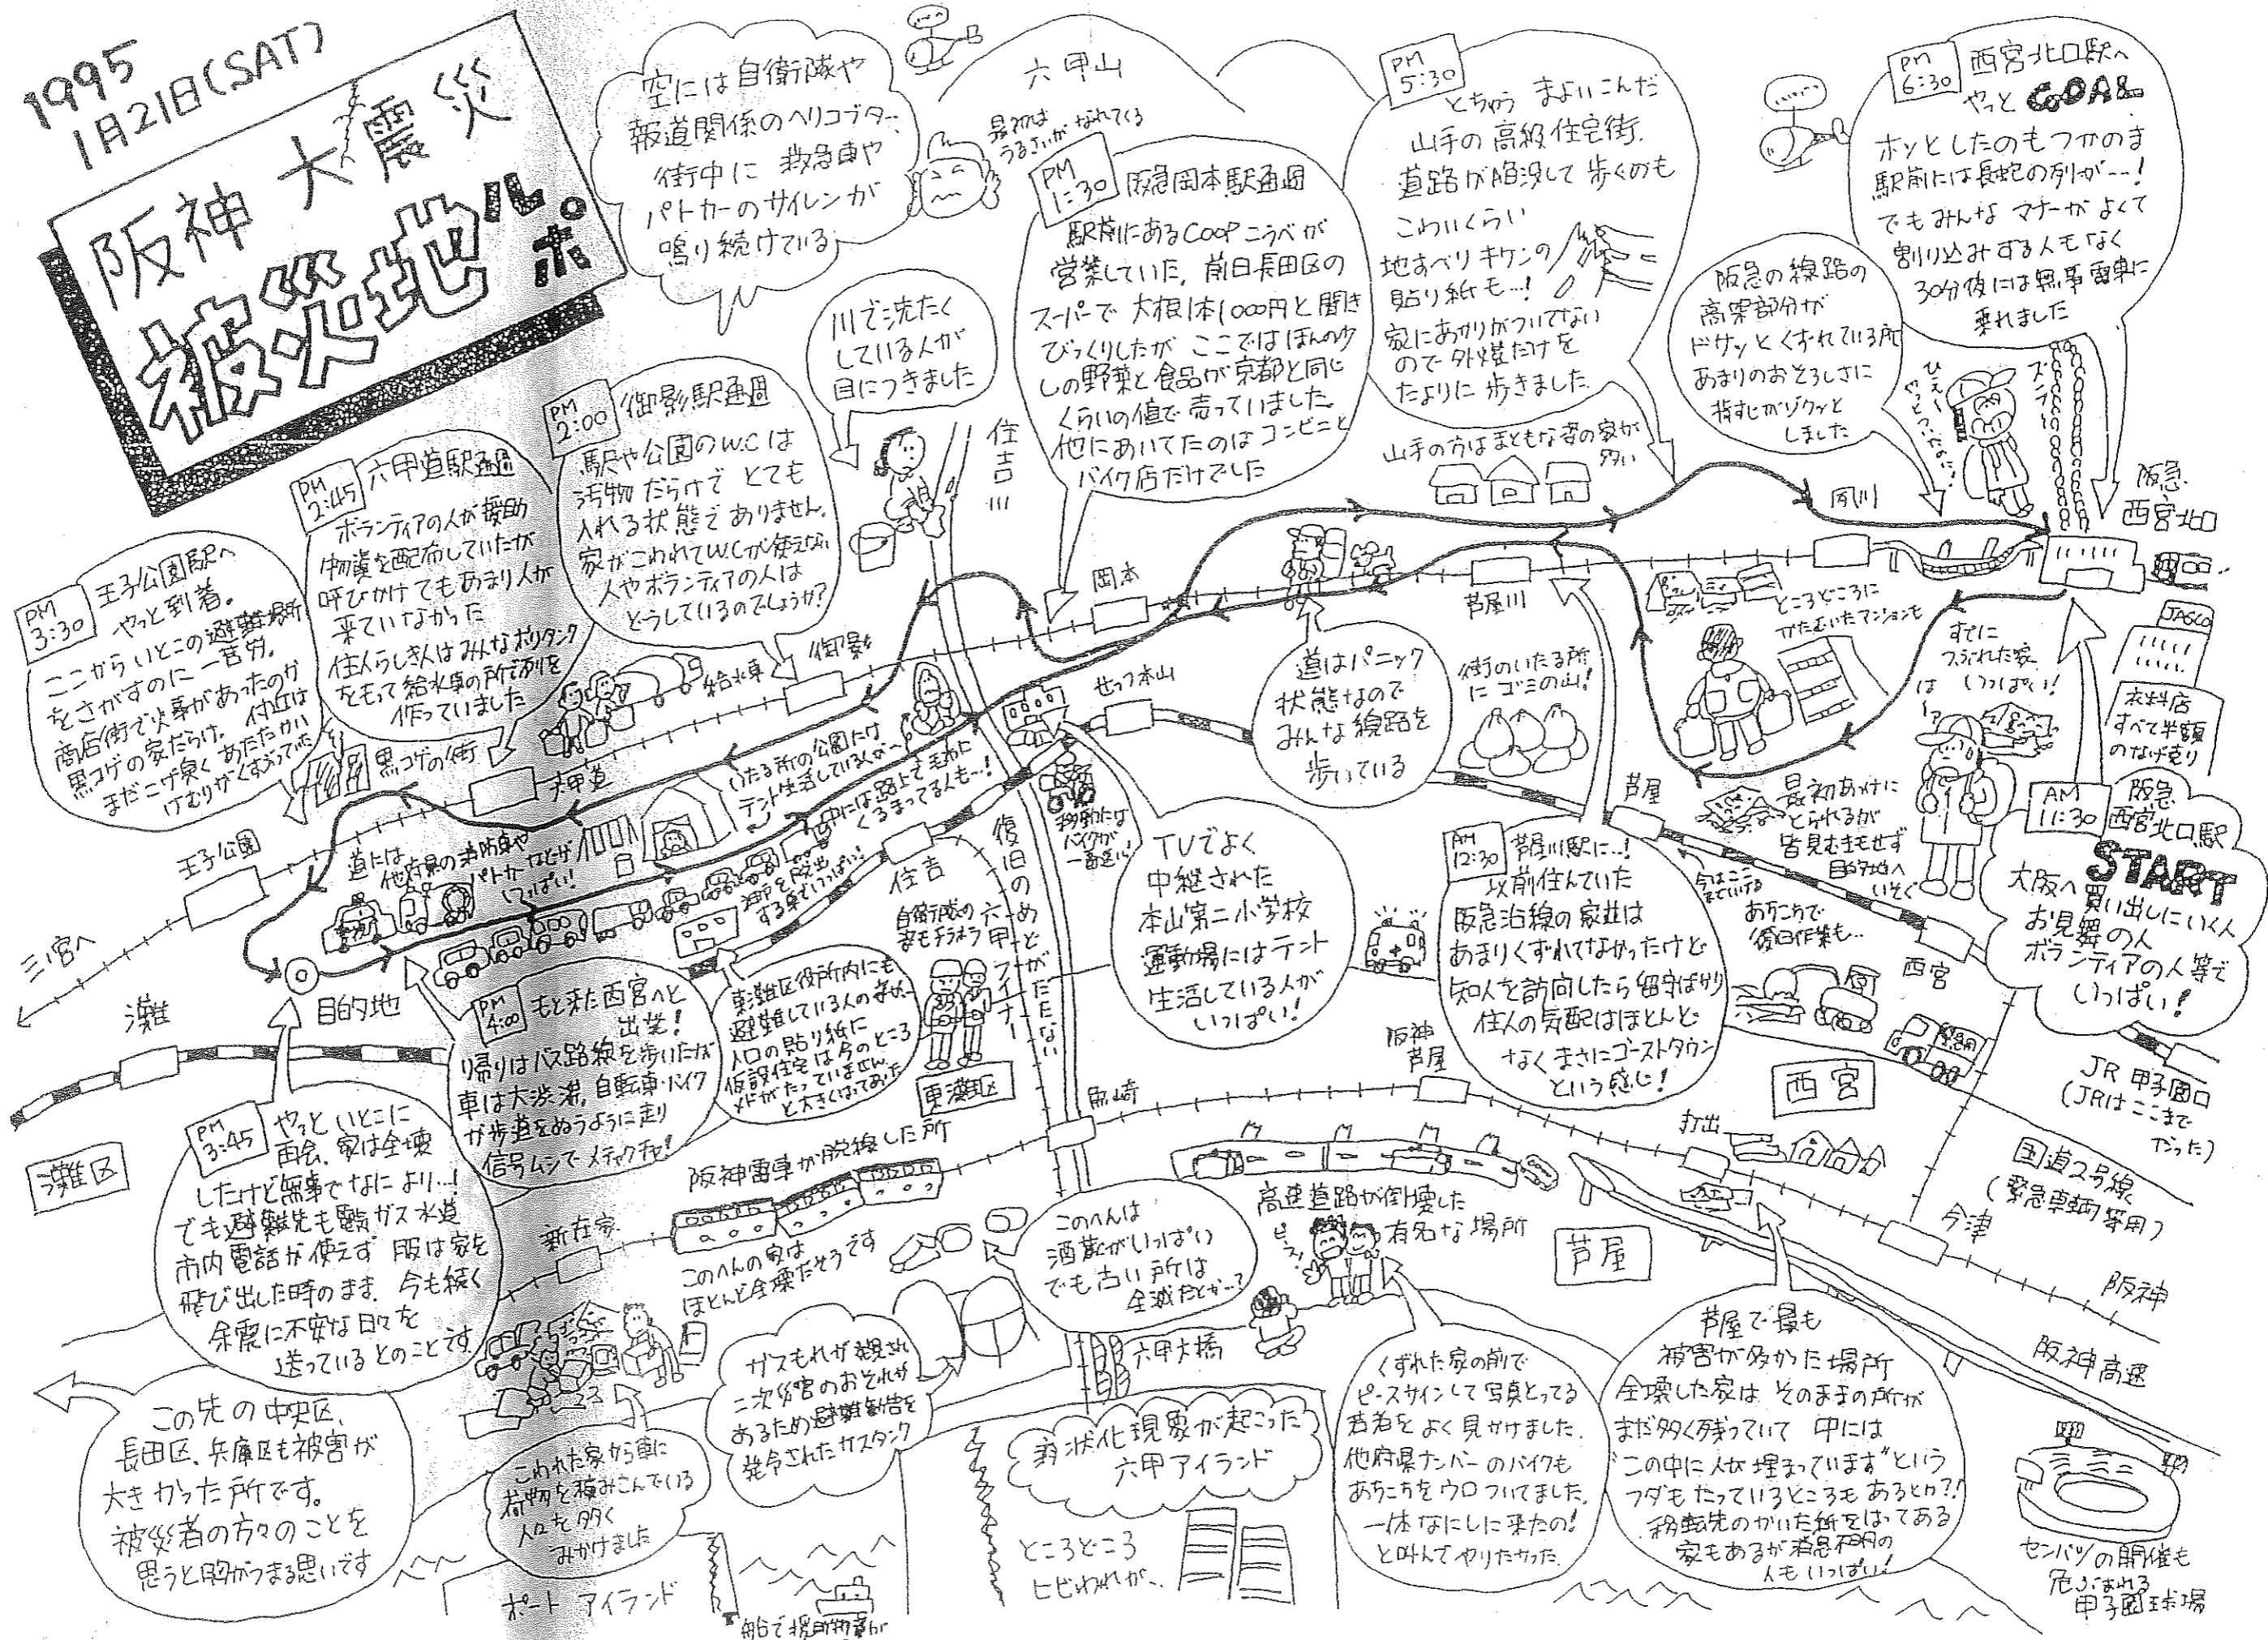 1995
1月21日(SAT)
阪神大震災
被災地ルポ。
空には自衛隊や
報道関係のヘリコプター、
街中に 救急車や
パトカーのサイレンが
鳴り続けている
最初は
うるさいが なれてくる
六甲山
PM 1:30 阪急岡本駅通過
駅前にあるCOOPこうべが
営業していた。前日長田区の
スーパーで 大根1本1000円と聞き
びっくりしたが ここではほんの少
しの野菜と食品が京都と同じ
くらいの値で売っていました。
他にあいてたのはコンビニと
バイク店だけでした
PM 5:30
とちゅう まよいこんだ
山手の高級住宅街.
道路が陥没して歩くのも
こわいくらい
地すべりキケンの
貼り紙も…!
家にあかりがついてない
ので外燈だけを
たよりに歩きました.
山手の方はまともな姿の家が
多い
PM 6:30 西宮北口駅へ
やっと GOAL
ホッとしたのもつかのま
駅前には長蛇の列が…!
でもみんな マナーがよくて
割り込みする人もなく
30分後には無事電車に
乗れました
阪急の線路の
高架部分が
ドサッとくずれている所
あまりのおそろしさに
背すじがゾクッと
しました
ひえ〜
やっとついたなに
ズラーッ
川で洗たく
している人が
目につきました
住吉川
PM 2:00 御影駅通過
駅や公園のW.Cは
汚物だらけで とても
入れる状態でありません.
家がこわれてW.Cが使えない
人やボランティアの人は
どうしているのでしょうか?
PM 2:45 六甲道駅通過
ボランティアの人が援助
物資を配布していたが
呼びかけてもあまり人が
来ていなかった
住人らしき人はみんなポリタンク
をもって給水車の所で列を
作っていました
PM 3:30 王子公園駅へ
やっと到着。
ここからいとこの避難場所
をさがすのに一苦労.
商店街で火事があったのか
黒コゲの家だらけ. 付近は
まだこげ臭く あたたかい
けむりがくすぶっていた
黒コゲの街
給水車
御影
六甲道
王子公園
三ノ宮へ
岡本
芦屋川
夙川
阪急
西宮北口
JASCO
衣料店
すべて半額
のなげ売り
すでに
つぶれた家
いっぱい!
はーァ
ところどころに
かたむいたマンションも
道はパニック
状態なので
みんな線路を
歩いている
街のいたる所
にゴミの山!
せっつ本山
芦屋
最初あっけに
とられるが
皆見むきもせず
目的地へ
いそぐ
AM 11:30 阪急
西宮北口駅
START
大阪へ買い出しにいく人
お見舞の人
ボランティアの人等で
いっぱい!
いたる所の公園だけ
テント生活している人が〜
中には路上で毛布に
くるまってる人も…!
道には
他府県の消防車や
パトカーなどが
いっぱい!
神戸を脱出
する車でいっぱい!
移動には
バイクが
一番速い!
復旧のめどがたたない
六甲ライナー
住吉
自衛隊の
姿もチラホラ
TVでよく
中継された
本山第二小学校
運動場にはテント
生活している人が
いっぱい!
AM 12:30 芦屋川駅に…!
以前住んでいた
阪急沿線の家並は
あまりくずれてなかったけど
知人を訪問したら留守ばかり
住人の気配はほとんど
なくまさにゴーストタウン
という感じ!
今はここ
までいける
あちこちで
復旧作業も…
西宮
西宮
JR 甲子園口
(JRはここまで
だった)
国道2号線
(緊急車輌専用)
灘
目的地
PM 4:00 もと来た西宮へと
出発!
帰りはバス路線を歩いたが
車は大渋滞,自転車・バイク
が歩道をぬうように走り
信号ムシで メチャクチャ!
東灘区役所内にも
避難している人のため
入口の貼り紙に
仮設住宅は今のところ
メドがたっていません
と大きくはってあった
東灘区
灘区
PM 3:45 やっと いとこに
再会. 家は全壊
したけど無事でなにより…!
でも避難先も電気ガス水道
市内電話が使えず 服は家を
飛び出した時のまま. 今も続く
余震に不安な日々を
送っているとのことです
阪神電車が脱線した所
新在家
このへんの家は
ほとんど全壊だそうです
魚崎
阪神
芦屋
打出
今津
阪神
阪神高速
芦屋
高速道路が倒壊した
有名な場所
ピース!
このへんは
酒蔵がいっぱい
でも古い所は
全滅だとか…?
六甲大橋
ガスもれが発見され
二次災害のおそれが
あるため避難勧告を
発令されたガスタンク
液状化現象が起こった
六甲アイランド
ところどころ
ヒビわれが…
くずれた家の前で
ピースサインして写真とってる
若者をよく見かけました.
他府県ナンバーのバイクも
あちこちをウロついてました.
一体なにしに来たの!
と叫んでやりたかった.
芦屋で最も
被害が多かった場所
全壊した家は そのままの所が
まだ多く残っていて 中には
"この中に人が埋まっています"という
フダもたっているところもあるとか?!
移転先のかいた紙をはってある
家もあるが消息不明の
人もいっぱい!
センバツの開催も
危ぶまれる
甲子園球場
この先の中央区、
長田区、兵庫区も被害が
大きかった所です。
被災者の方々のことを
思うと胸がつまる思いです
こわれた家から車に
荷物を積みこんでいる
人々を多く
みかけました
ポートアイランド
船で援助物資が